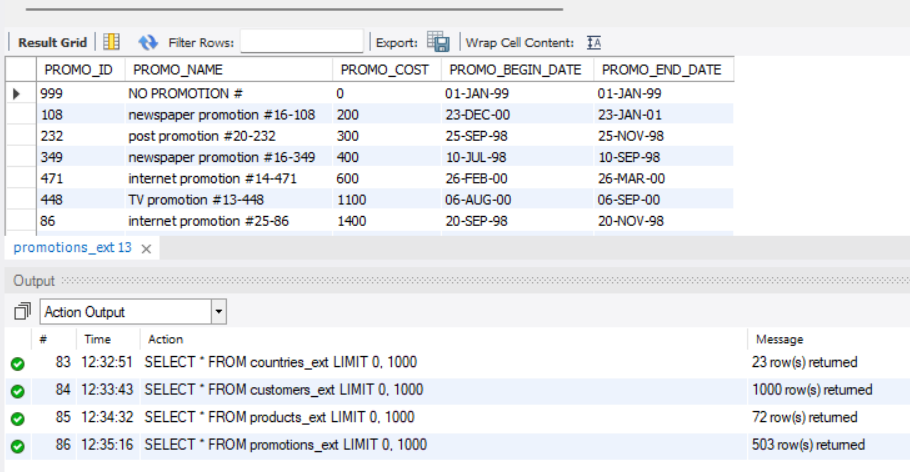 Result Grid Filter Rows: Export: Wrap Cell Content: IA
PROMO_ID PROMO_NAME PROMO_COST PROMO_BEGIN_DATE PROMO_END_DATE
999 NO PROMOTION # 0 01-JAN-99 01-JAN-99
108 newspaper promotion #16-108 200 23-DEC-00 23-JAN-01
232 post promotion #20-232 300 25-SEP-98 25-NOV-98
349 newspaper promotion #16-349 400 10-JUL-98 10-SEP-98
471 internet promotion #14-471 600 26-FEB-00 26-MAR-00
448 TV promotion #13-448 1100 06-AUG-00 06-SEP-00
86 internet promotion #25-86 1400 20-SEP-98 20-NOV-98
promotions_ext 13
Output
Action Output
# Time Action Message
83 12:32:51 SELECT * FROM countries_ext LIMIT 0, 1000 23 row(s) returned
84 12:33:43 SELECT * FROM customers_ext LIMIT 0, 1000 1000 row(s) returned
85 12:34:32 SELECT * FROM products_ext LIMIT 0, 1000 72 row(s) returned
86 12:35:16 SELECT * FROM promotions_ext LIMIT 0, 1000 503 row(s) returned